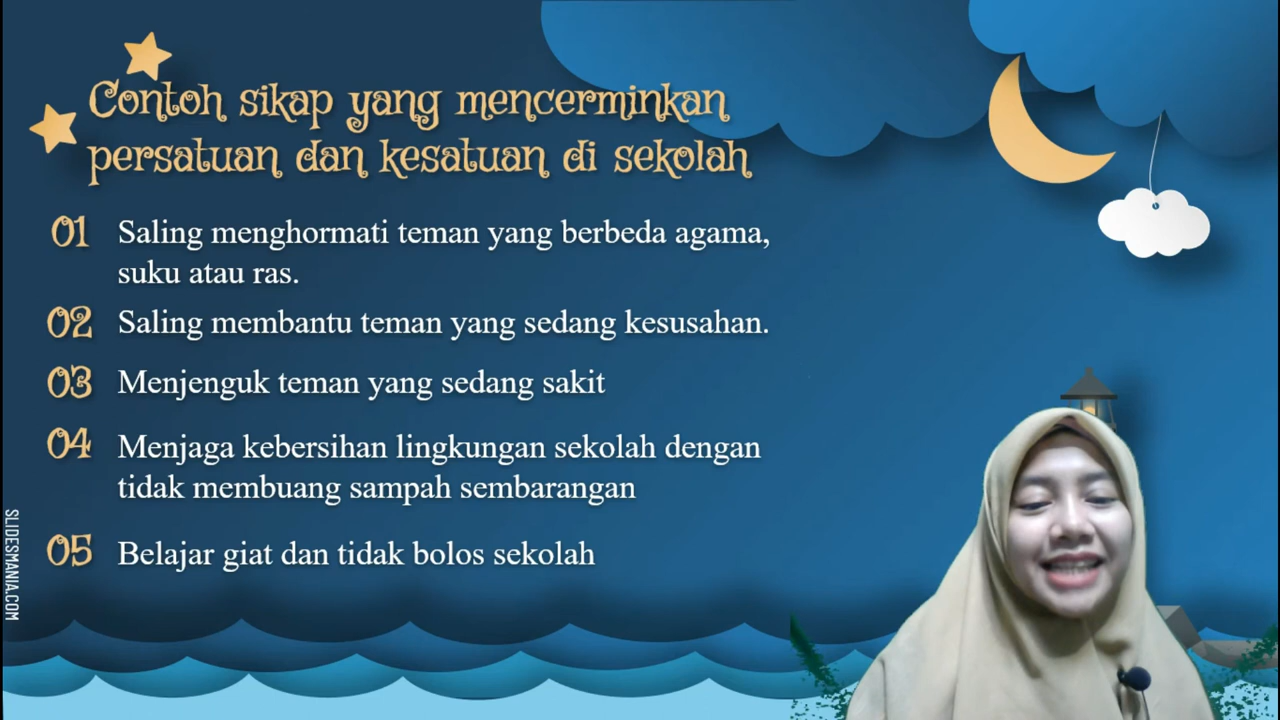 Contoh sikap yang mencerminkan
persatuan dan kesatuan di sekolah
01 Saling menghormati teman yang berbeda agama,
suku atau ras.
02 Saling membantu teman yang sedang kesusahan.
03 Menjenguk teman yang sedang sakit
04 Menjaga kebersihan lingkungan sekolah dengan
tidak membuang sampah sembarangan
05 Belajar giat dan tidak bolos sekolah
SLIDESMANIA.COM